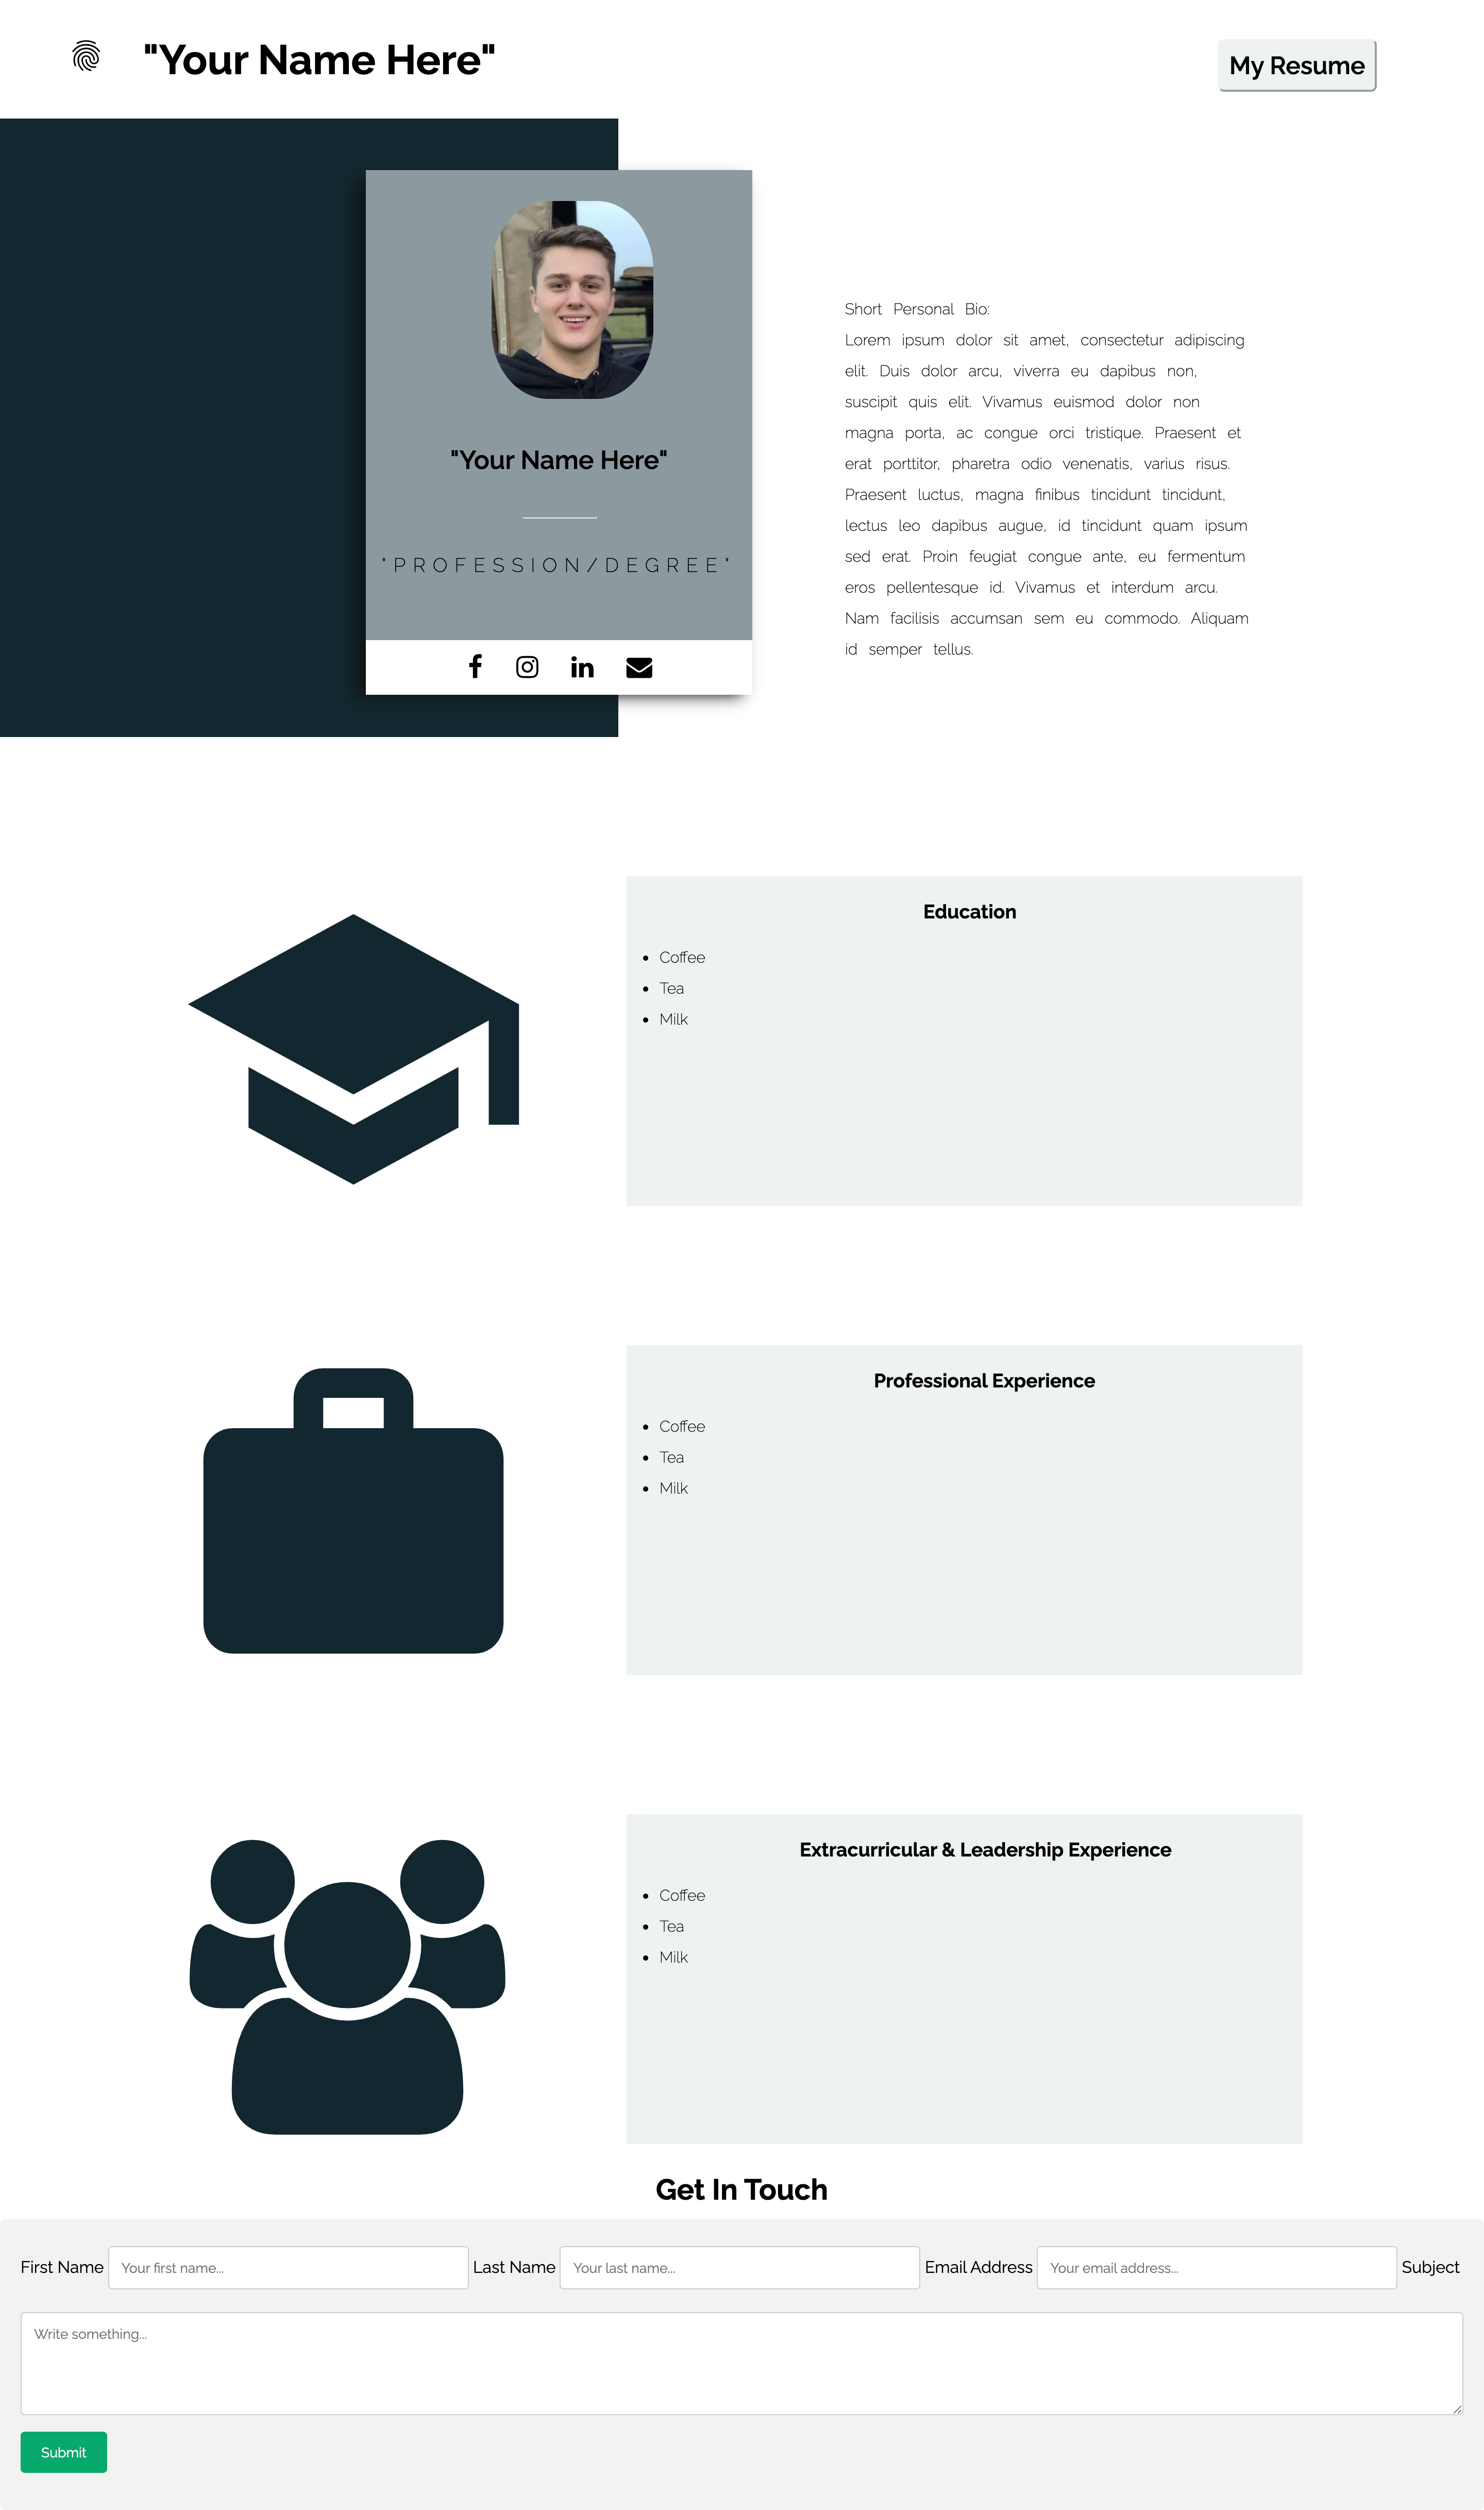 "Your Name Here"
My Resume
"Your Name Here"
"PROFESSION/DEGREE"
Short Personal Bio:
Lorem ipsum dolor sit amet, consectetur adipiscing
elit. Duis dolor arcu, viverra eu dapibus non,
suscipit quis elit. Vivamus euismod dolor non
magna porta, ac congue orci tristique. Praesent et
erat porttitor, pharetra odio venenatis, varius risus.
Praesent luctus, magna finibus tincidunt tincidunt,
lectus leo dapibus augue, id tincidunt quam ipsum
sed erat. Proin feugiat congue ante, eu fermentum
eros pellentesque id. Vivamus et interdum arcu.
Nam facilisis accumsan sem eu commodo. Aliquam
id semper tellus.
Education
Coffee
Tea
Milk
Professional Experience
Coffee
Tea
Milk
Extracurricular & Leadership Experience
Coffee
Tea
Milk
Get In Touch
First Name Your first name... Last Name Your last name... Email Address Your email address... Subject
Write something...
Submit